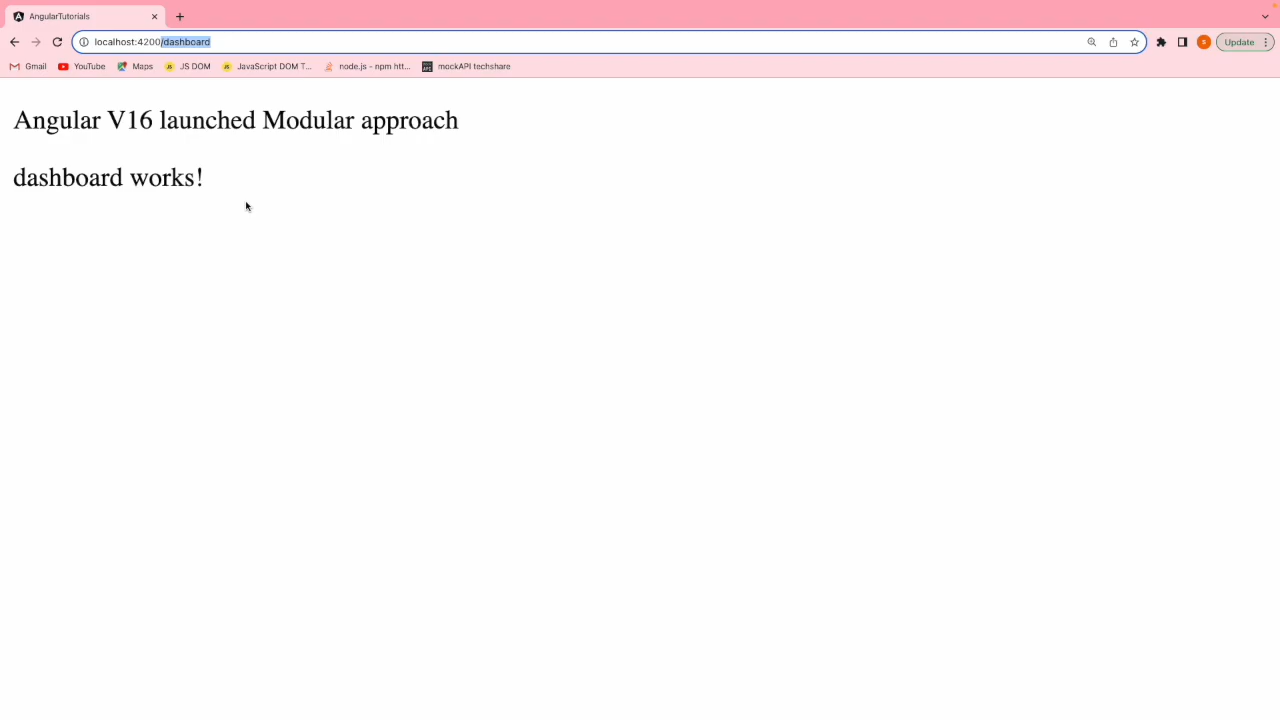 AngularTutorials
localhost:4200/dashboard
Update
Gmail YouTube Maps JS DOM JavaScript DOM T... node.js - npm htt... mockAPI techshare
Angular V16 launched Modular approach
dashboard works!